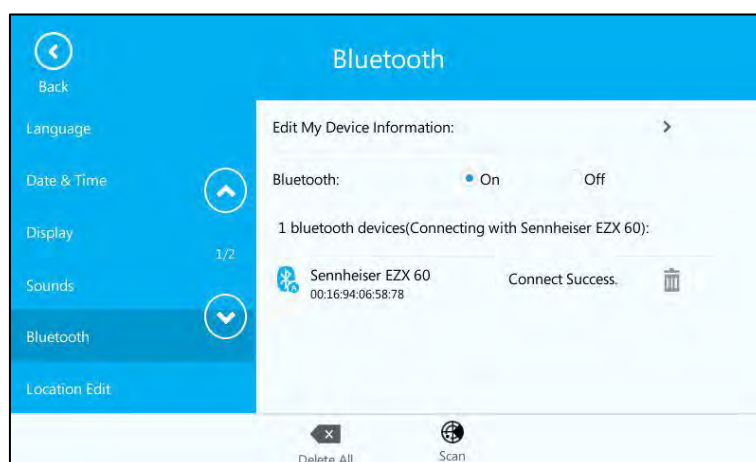 Bluetooth
Back
Language
Date & Time
Display
1/2
Sounds
Bluetooth
Location Edit
Edit My Device Information:
Bluetooth: On Off
1 bluetooth devices(Connecting with Sennheiser EZX 60):
Sennheiser EZX 60 Connect Success.
00:16:94:06:58:78
Delete All Scan